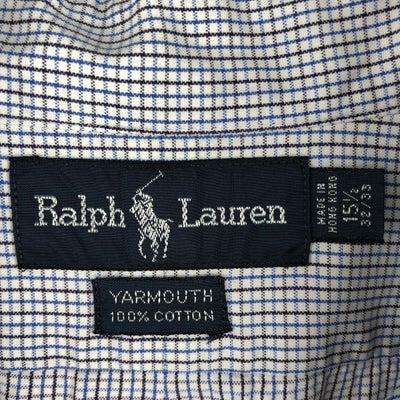 Ralph Lauren
MADE IN
HONG KONG
15½
32/33
YARMOUTH
100% COTTON